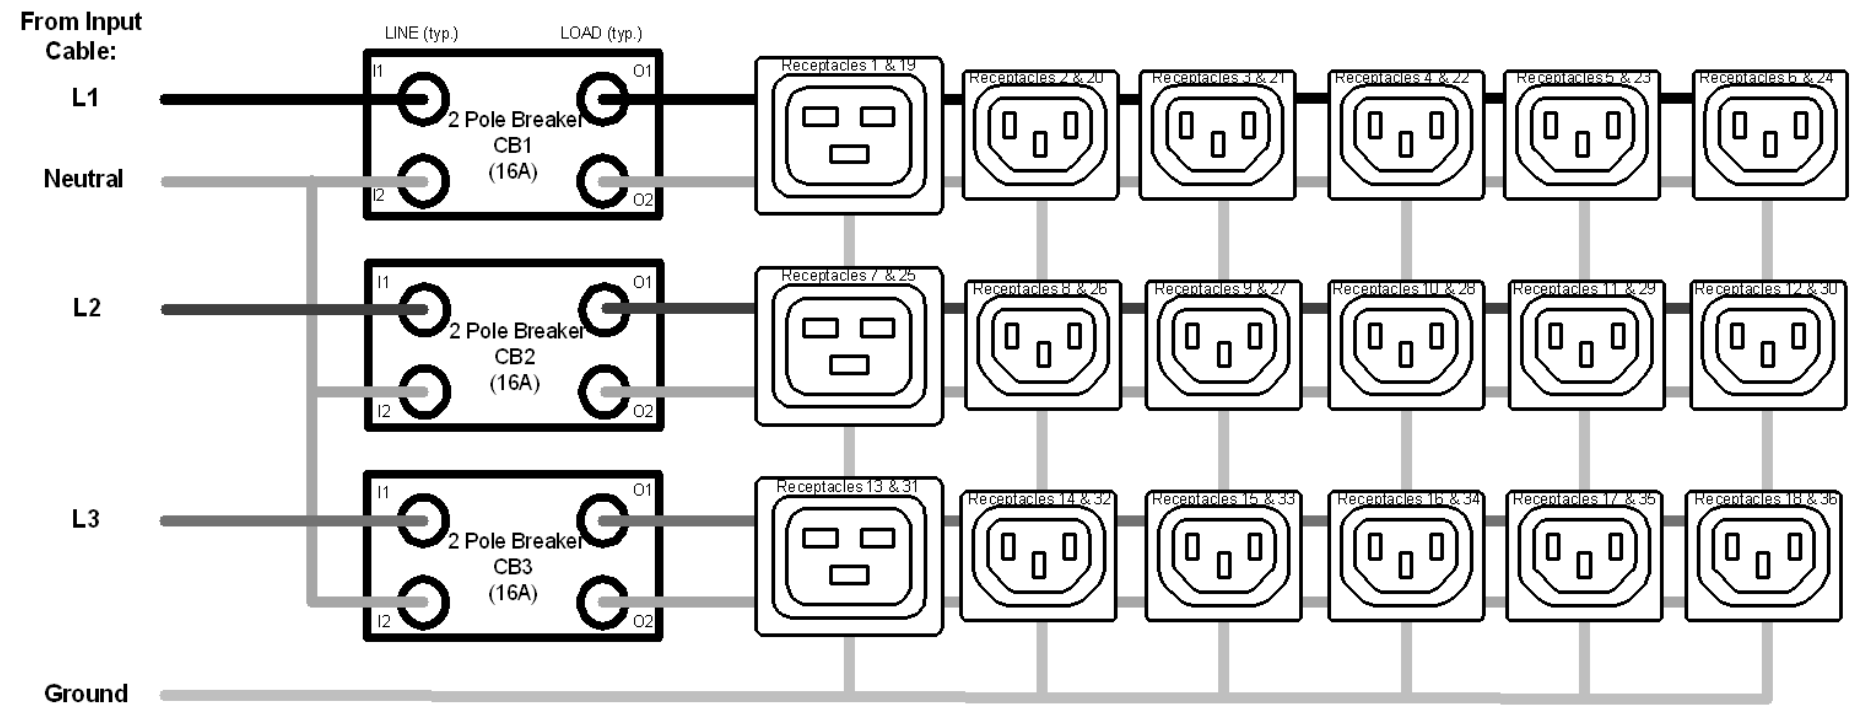 From Input
Cable:
LINE (typ.)
LOAD (typ.)
L1
I1
O1
2 Pole Breaker
CB1
(16A)
Neutral
I2
O2
Receptacles 1 & 19
Receptacles 2 & 20
Receptacles 3 & 21
Receptacles 4 & 22
Receptacles 5 & 23
Receptacles 6 & 24
L2
I1
O1
2 Pole Breaker
CB2
(16A)
I2
O2
Receptacles 7 & 25
Receptacles 8 & 26
Receptacles 9 & 27
Receptacles 10 & 28
Receptacles 11 & 29
Receptacles 12 & 30
L3
I1
O1
2 Pole Breaker
CB3
(16A)
I2
O2
Receptacles 13 & 31
Receptacles 14 & 32
Receptacles 15 & 33
Receptacles 16 & 34
Receptacles 17 & 35
Receptacles 18 & 36
Ground